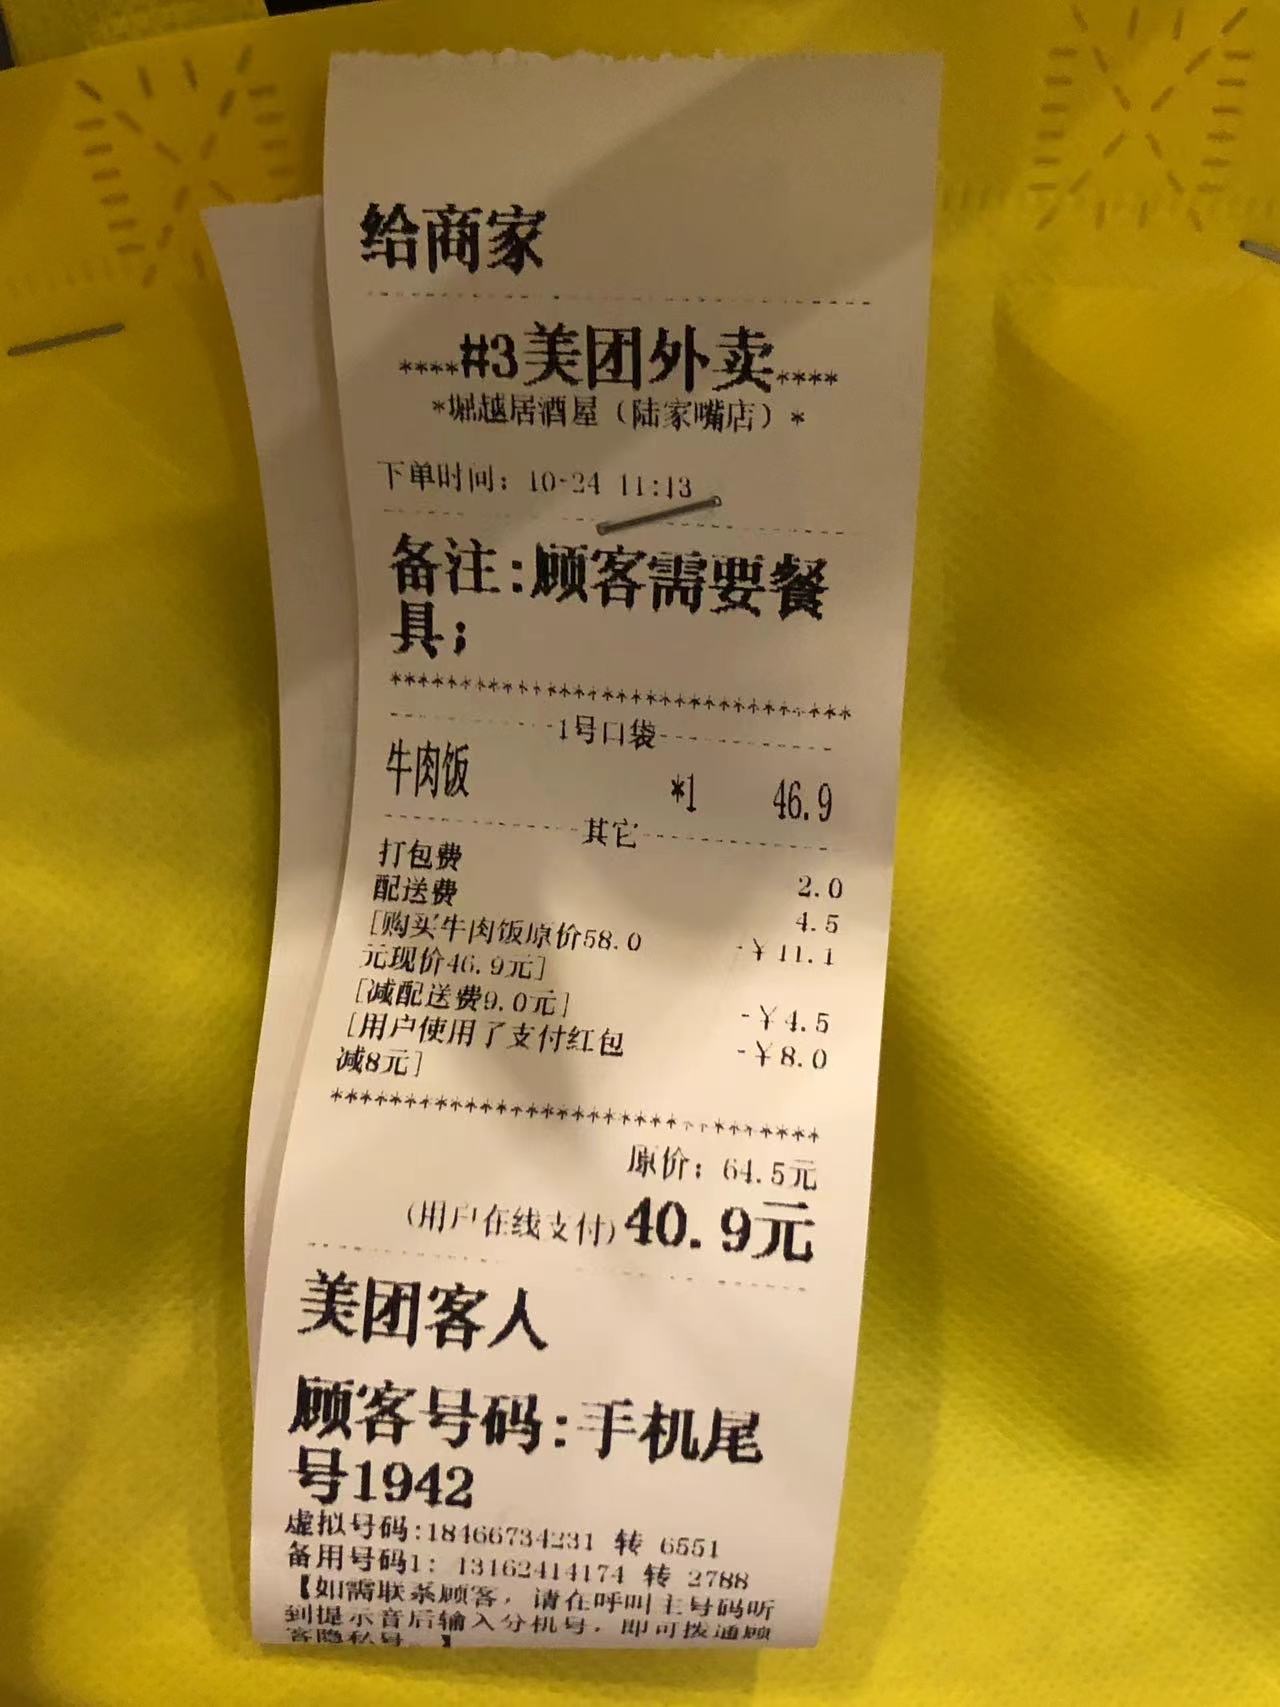 给商家
****#3美团外卖****
*堀越居酒屋（陆家嘴店）*
下单时间：10-24 11:13
备注:顾客需要餐
具;
*********************************
1号口袋
牛肉饭 *1 46.9
其它
打包费 2.0
配送费 4.5
[购买牛肉饭原价58.0 -￥11.1
元现价46.9元]
[减配送费9.0元] -￥4.5
[用户使用了支付红包 -￥8.0
减8元]
*********************************
原价：64.5元
(用户在线支付)40.9元
美团客人
顾客号码:手机尾
号1942
虚拟号码:18466734231 转 6551
备用号码1: 13162414174 转 2788
【如需联系顾客，请在呼叫主号码听
到提示音后输入分机号，即可拨通顾
客隐私号。】